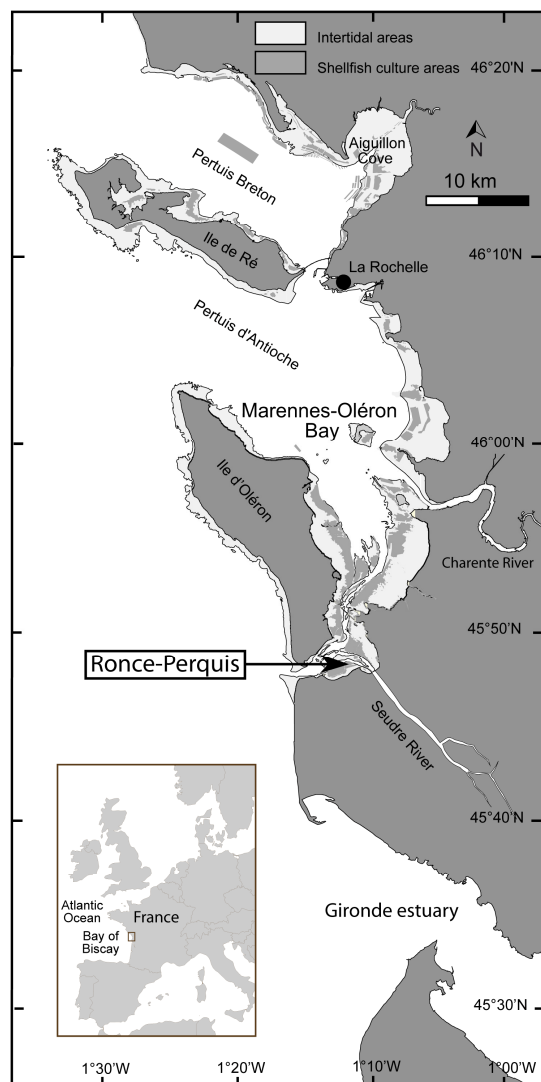 Intertidal areas
Shellfish culture areas
46°20'N
Aiguillon
Cove
N
10 km
Pertuis Breton
Ile de Ré
46°10'N
La Rochelle
Pertuis d'Antioche
Marennes-Oléron
Bay
46°00'N
Ile d'Oléron
Charente River
45°50'N
Ronce-Perquis
Seudre River
45°40'N
Atlantic
Ocean
France
Bay of
Biscay
Gironde estuary
45°30'N
1°30'W
1°20'W
1°10'W
1°00'W